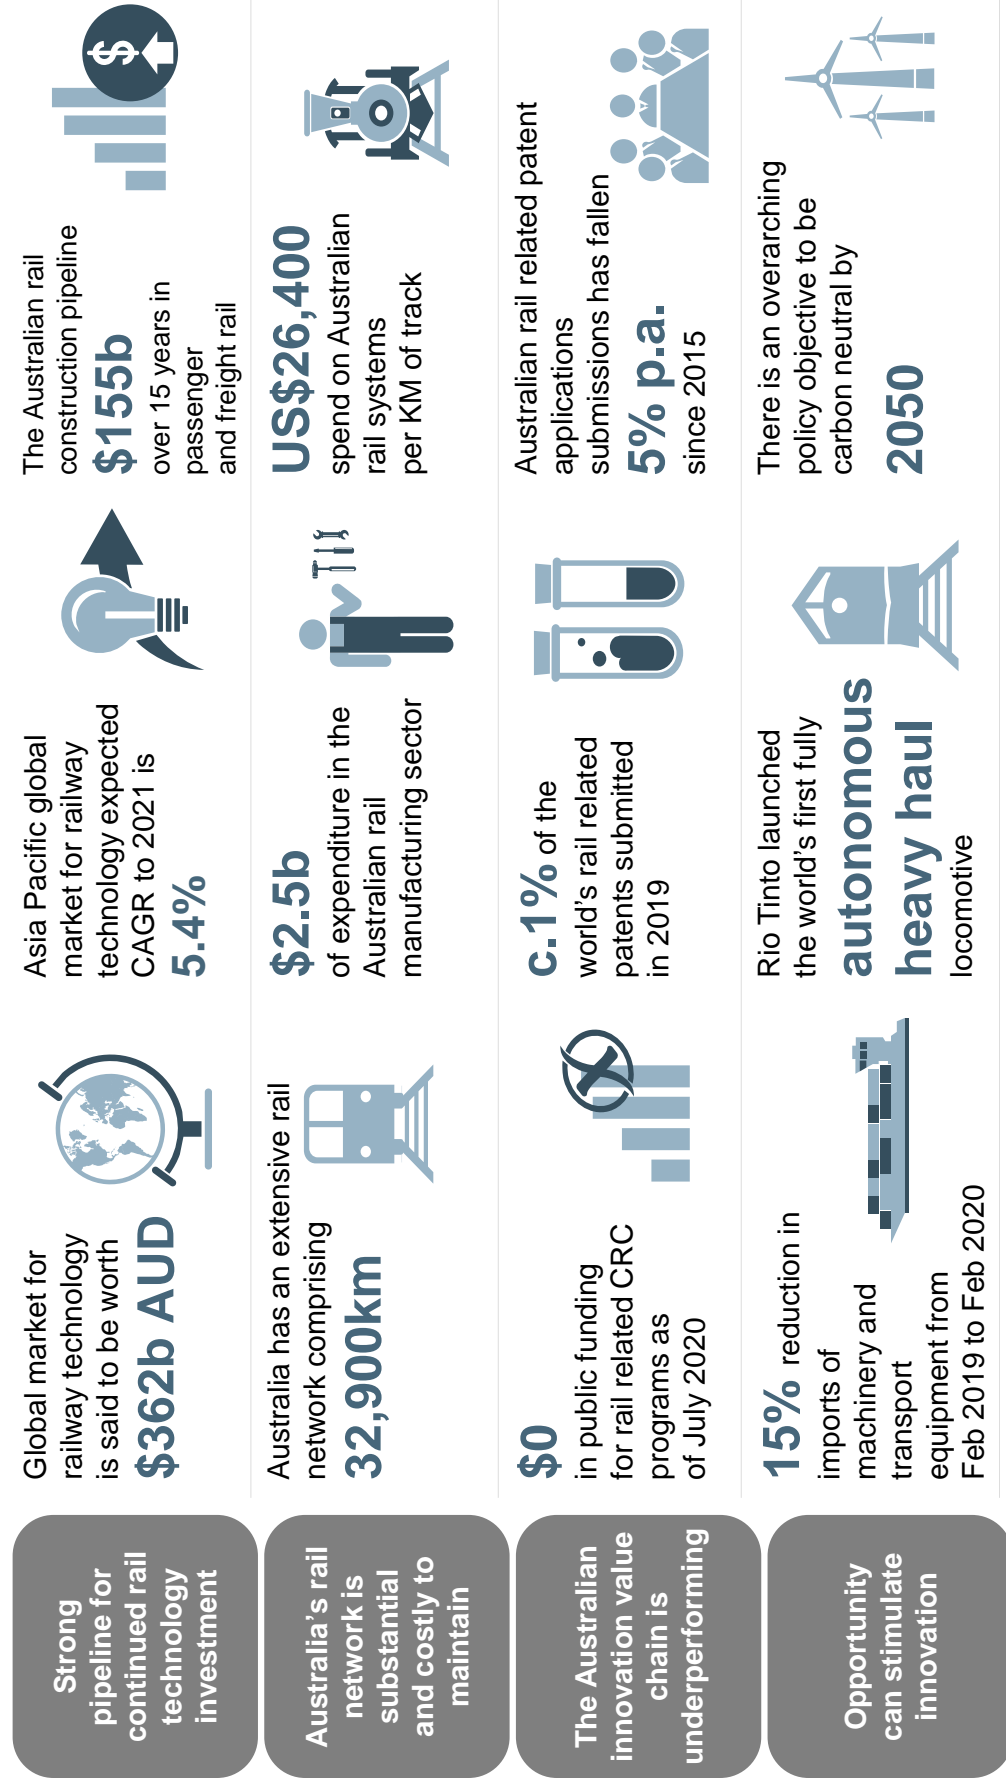 Strong
pipeline for
continued rail
technology
investment
Global market for
railway technology
is said to be worth
$362b AUD
Asia Pacific global
market for railway
technology expected
CAGR to 2021 is
5.4%
The Australian rail
construction pipeline
$155b
over 15 years in
passenger
and freight rail
$
Australia's rail
network is
substantial
and costly to
maintain
Australia has an extensive rail
network comprising
32,900km
$2.5b
of expenditure in the
Australian rail
manufacturing sector
US$26,400
spend on Australian
rail systems
per KM of track
The Australian
innovation value
chain is
underperforming
$0
in public funding
for rail related CRC
programs as
of July 2020
c.1% of the
world's rail related
patents submitted
in 2019
Australian rail related patent
applications
submissions has fallen
5% p.a.
since 2015
Opportunity
can stimulate
innovation
15% reduction in
imports of
machinery and
transport
equipment from
Feb 2019 to Feb 2020
Rio Tinto launched
the world's first fully
autonomous
heavy haul
locomotive
There is an overarching
policy objective to be
carbon neutral by
2050